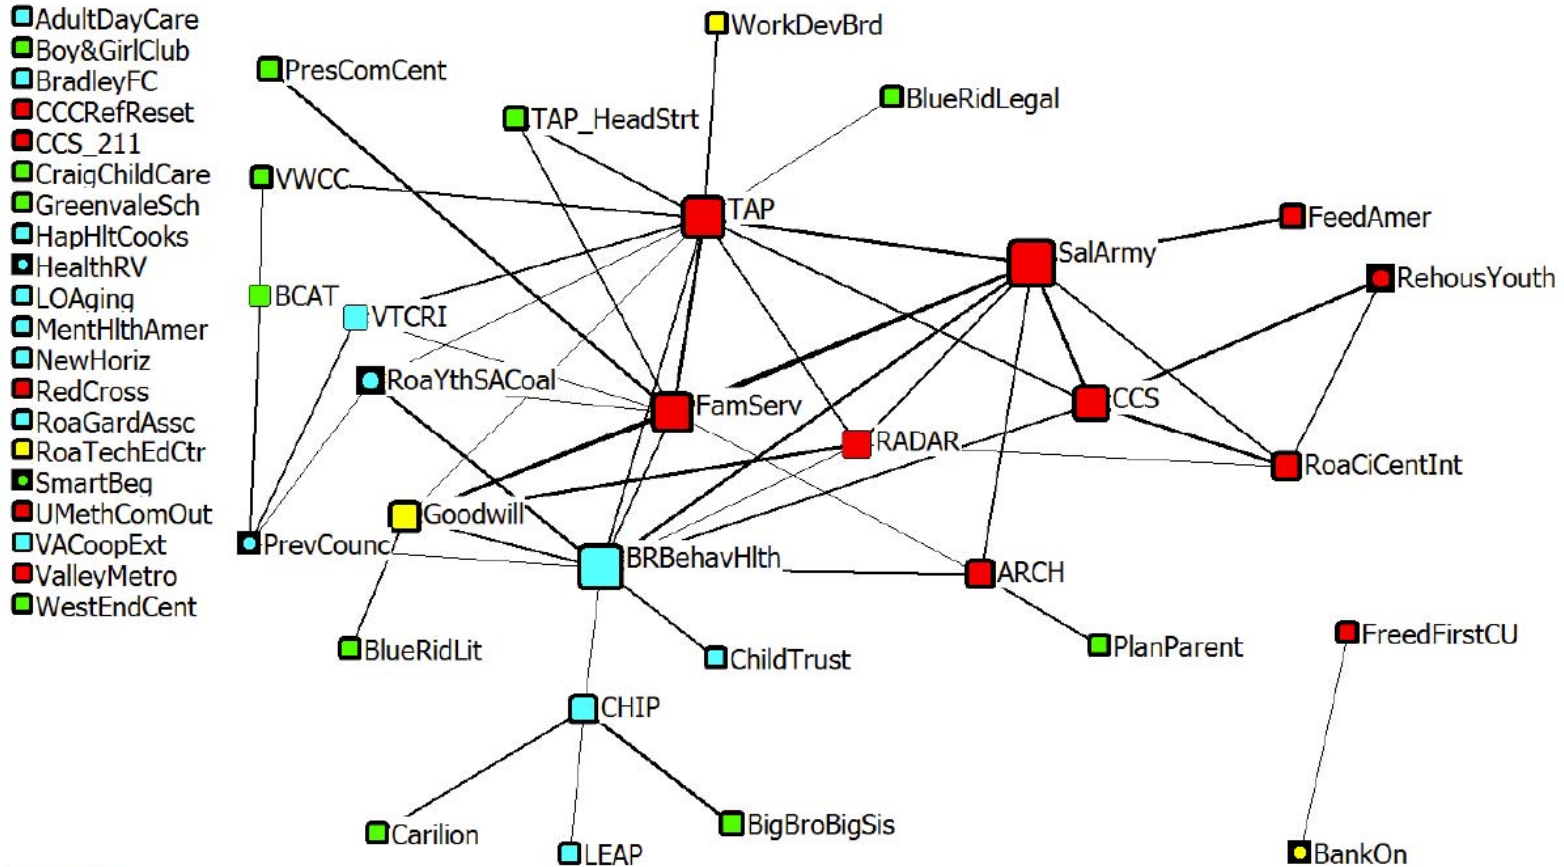 AdultDayCare
Boy&GirlClub
BradleyFC
CCCRefReset
CCS_211
CraigChildCare
GreenvaleSch
HapHltCooks
HealthRV
LOAging
MentHlthAmer
NewHoriz
RedCross
RoaGardAssc
RoaTechEdCtr
SmartBeg
UMethComOut
VACoopExt
ValleyMetro
WestEndCent
WorkDevBrd
PresComCent
BlueRidLegal
TAP_HeadStrt
VWCC
TAP
FeedAmer
SalArmy
RehousYouth
BCAT
VTCRI
RoaYthSACoal
CCS
FamServ
RADAR
RoaCiCentInt
Goodwill
PrevCounc
BRBehavHlth
ARCH
FreedFirstCU
PlanParent
BlueRidLit
ChildTrust
CHIP
BigBroBigSis
Carilion
LEAP
BankOn